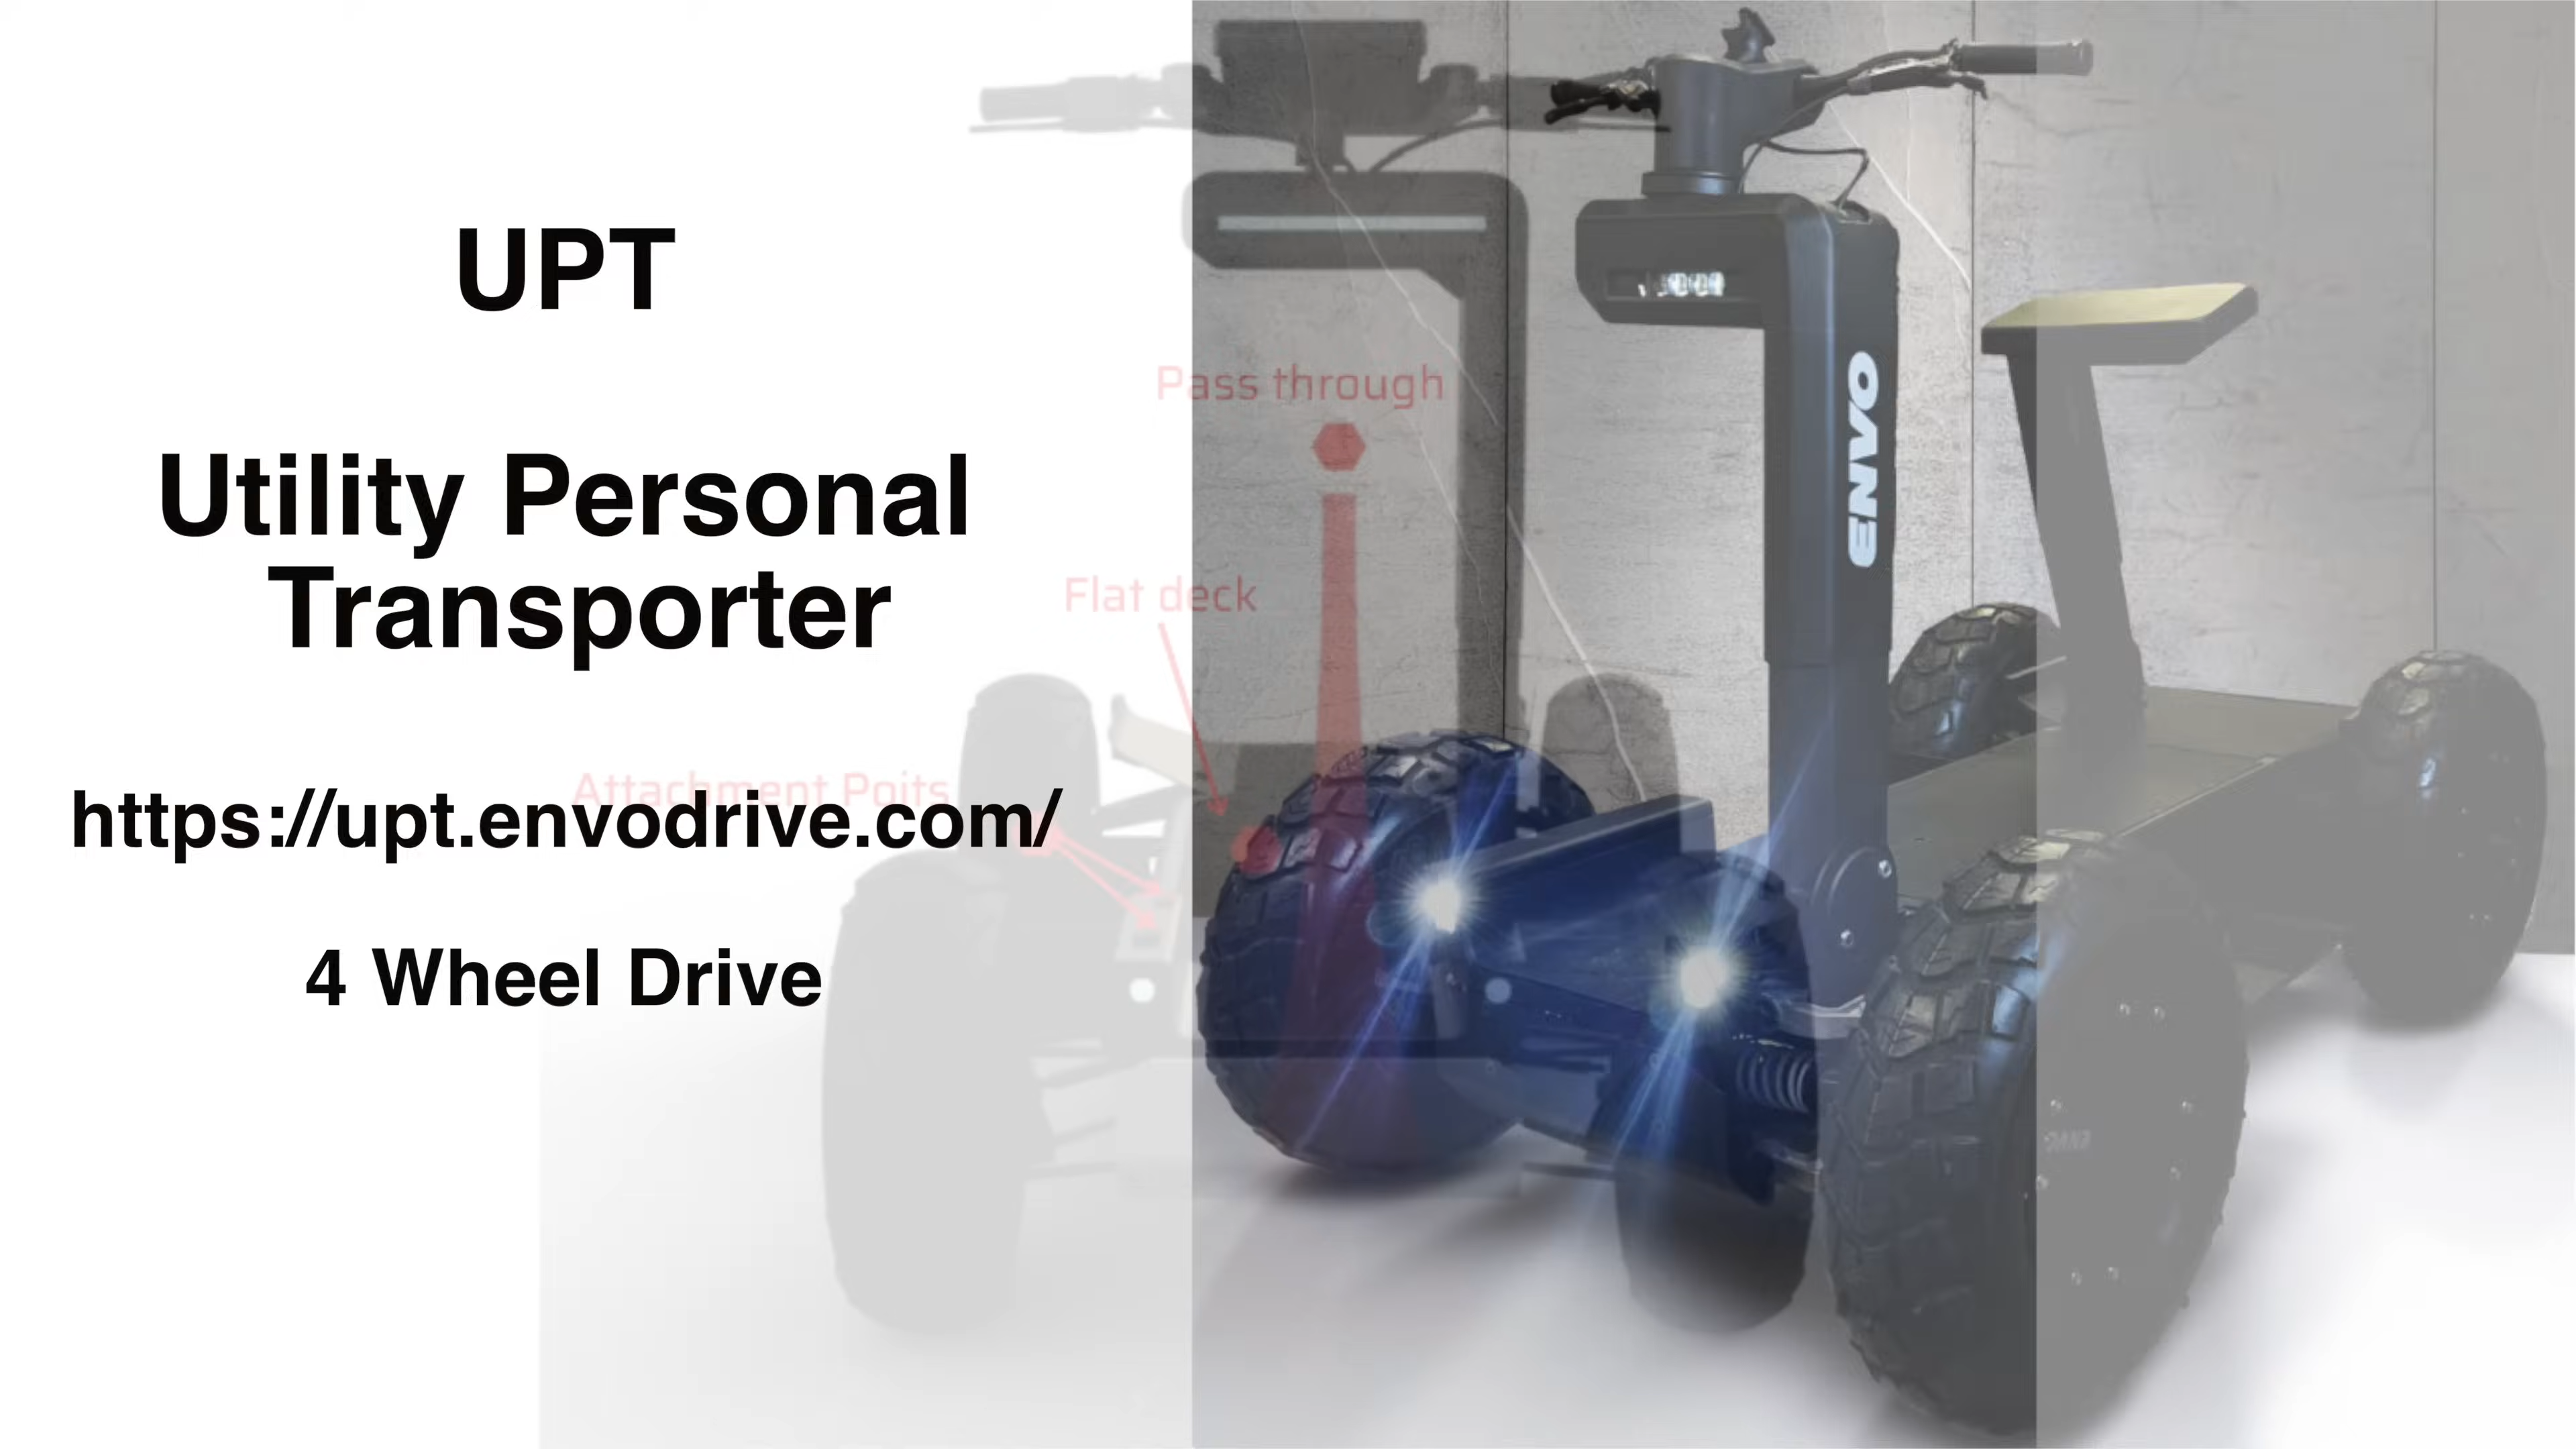 UPT
Utility Personal
Transporter
https://upt.envodrive.com/
4 Wheel Drive
Pass through
Flat deck
Attachment Poits
ENVO